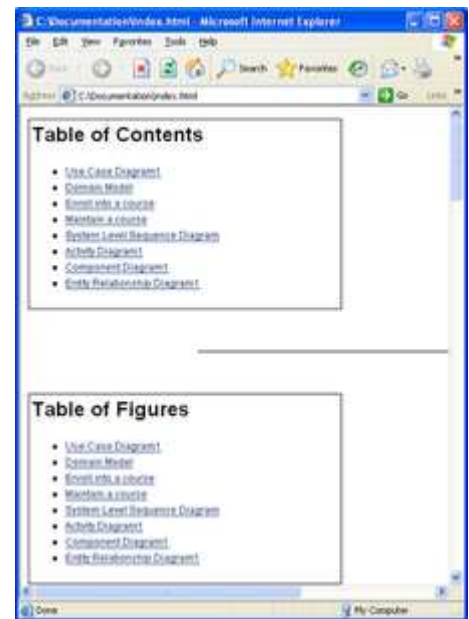 C:\Documentation\index.html - Microsoft Internet Explorer
File Edit View Favorites Tools Help
Back Search Favorites
Address C:\Documentation\index.html Go Links
Table of Contents
Use Case Diagram1
Domain Model
Enroll into a course
Maintain a course
System Level Sequence Diagram
Activity Diagram1
Component Diagram1
Entity Relationship Diagram1
Table of Figures
Use Case Diagram1
Domain Model
Enroll into a course
Maintain a course
System Level Sequence Diagram
Activity Diagram1
Component Diagram1
Entity Relationship Diagram1
Done My Computer